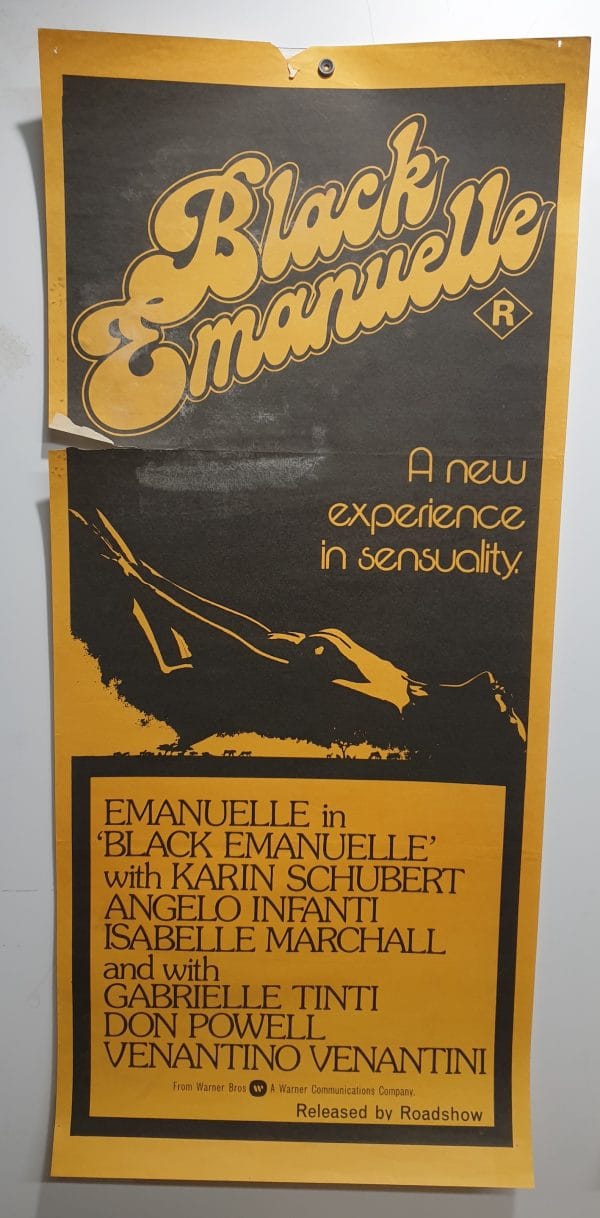 Black
Emanuelle
R
A new
experience
in sensuality.
EMANUELLE in
‘BLACK EMANUELLE’
with KARIN SCHUBERT
ANGELO INFANTI
ISABELLE MARCHALL
and with
GABRIELLE TINTI
DON POWELL
VENANTINO VENANTINI
From Warner Bros W A Warner Communications Company.
Released by Roadshow